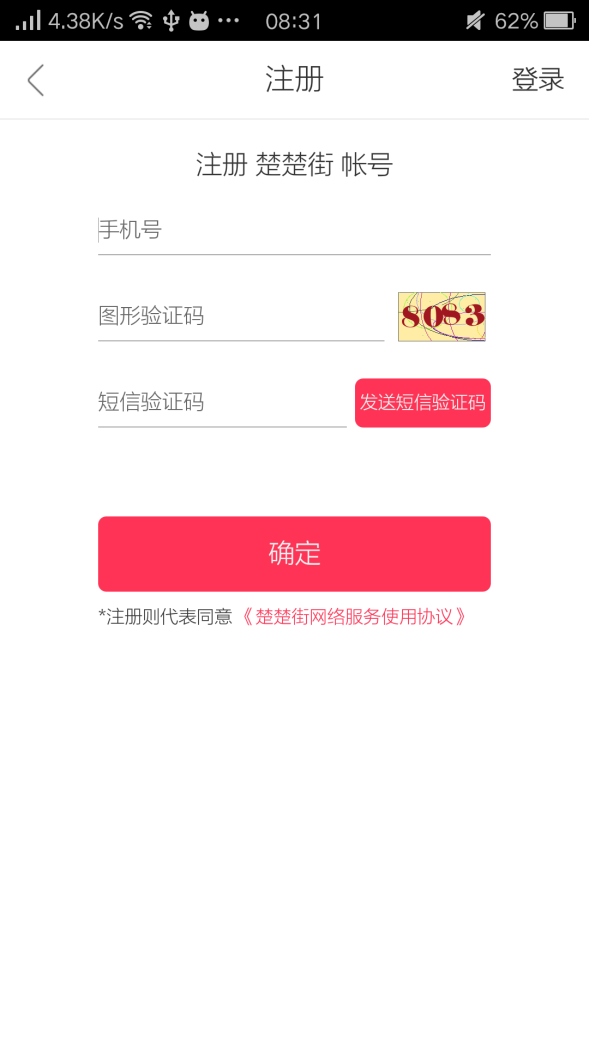 4.38K/s 08:31 62%
注册 登录
注册 楚楚街 帐号
手机号
图形验证码 8083
短信验证码 发送短信验证码
确定
*注册则代表同意《楚楚街网络服务使用协议》